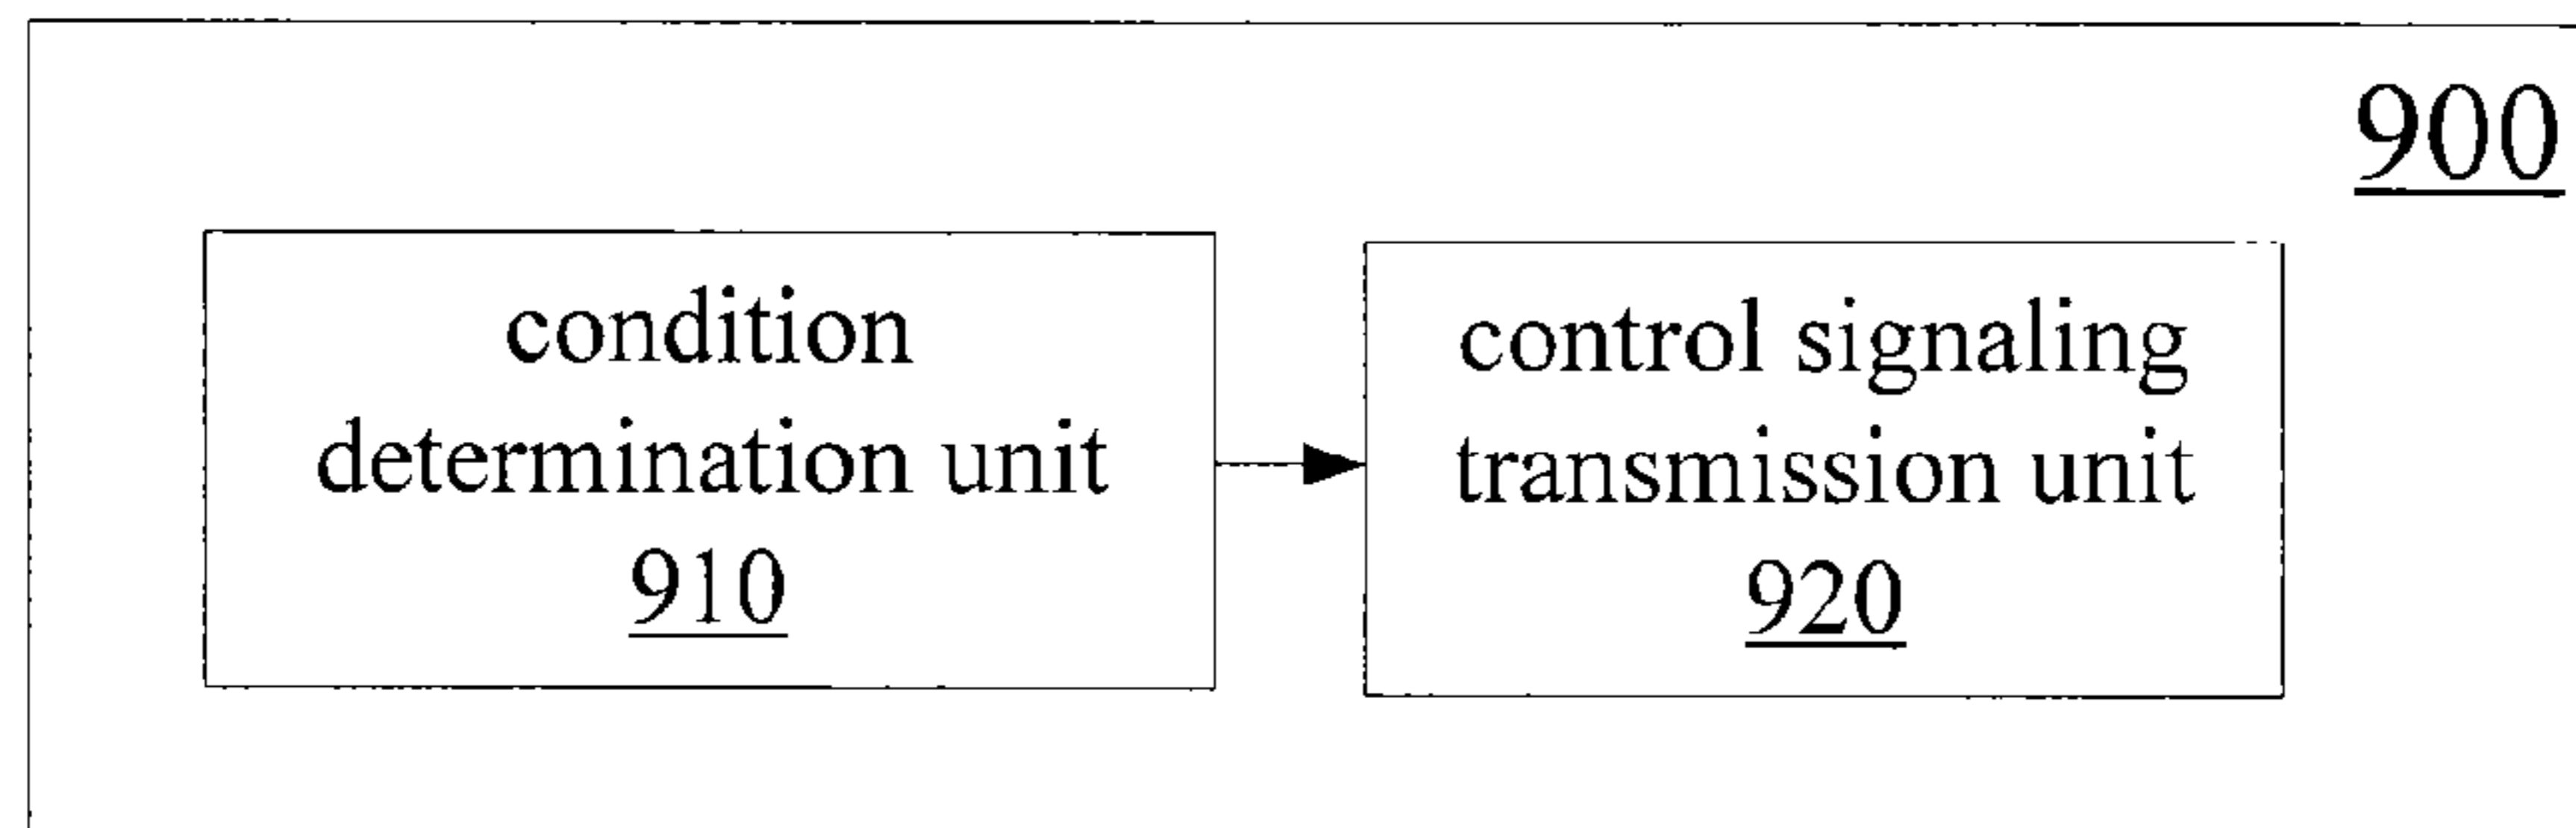 900
condition
determination unit
910
control signaling
transmission unit
920